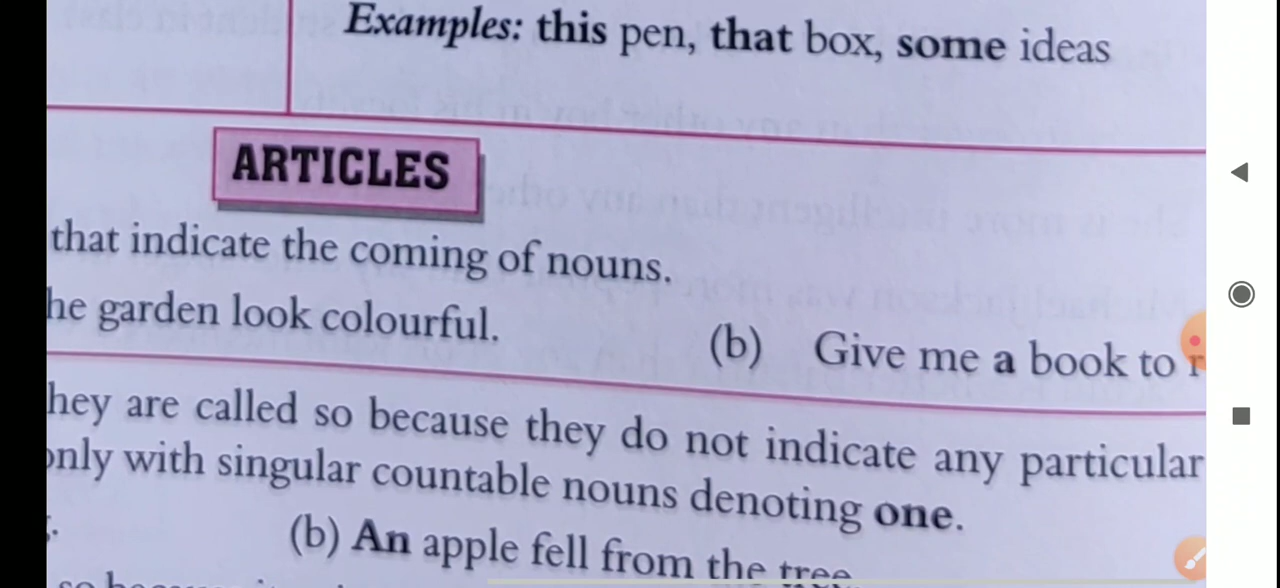 Examples: this pen, that box, some ideas
ARTICLES
that indicate the coming of nouns.
he garden look colourful.
(b) Give me a book to r
hey are called so because they do not indicate any particular
only with singular countable nouns denoting one.
(b) An apple fell from the tree
so because